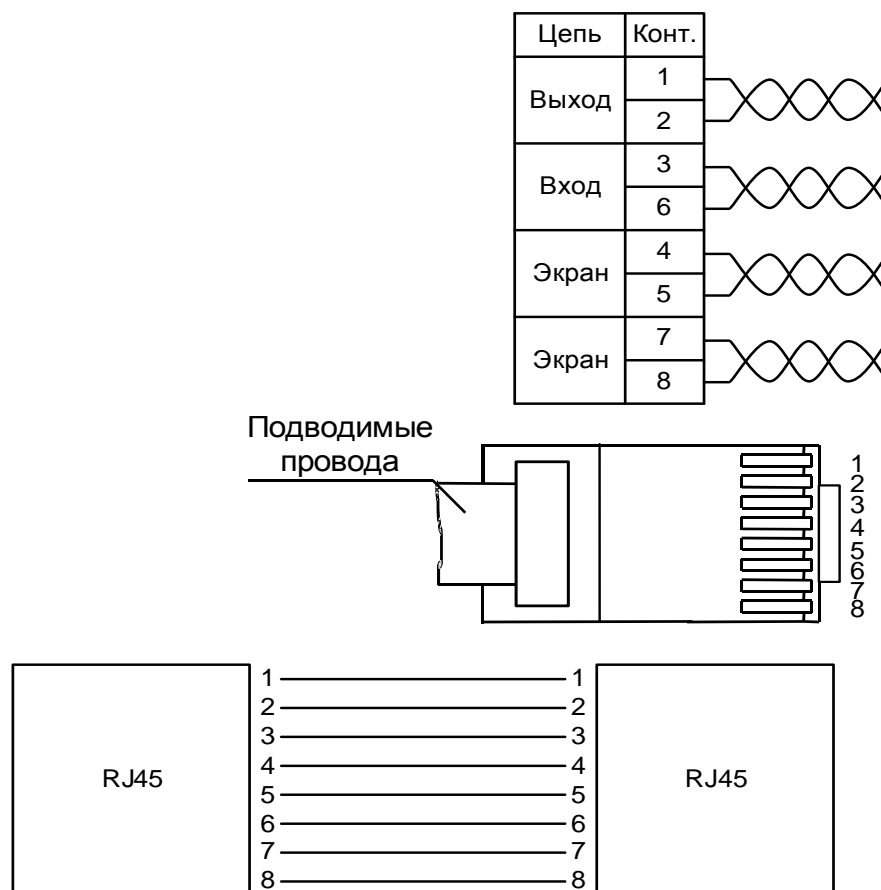 Цепь Конт.
Выход 1
2
Вход 3
6
Экран 4
5
Экран 7
8
Подводимые
провода
1
2
3
4
5
6
7
8
RJ45
1 1
2 2
3 3
4 4
5 5
6 6
7 7
8 8
RJ45